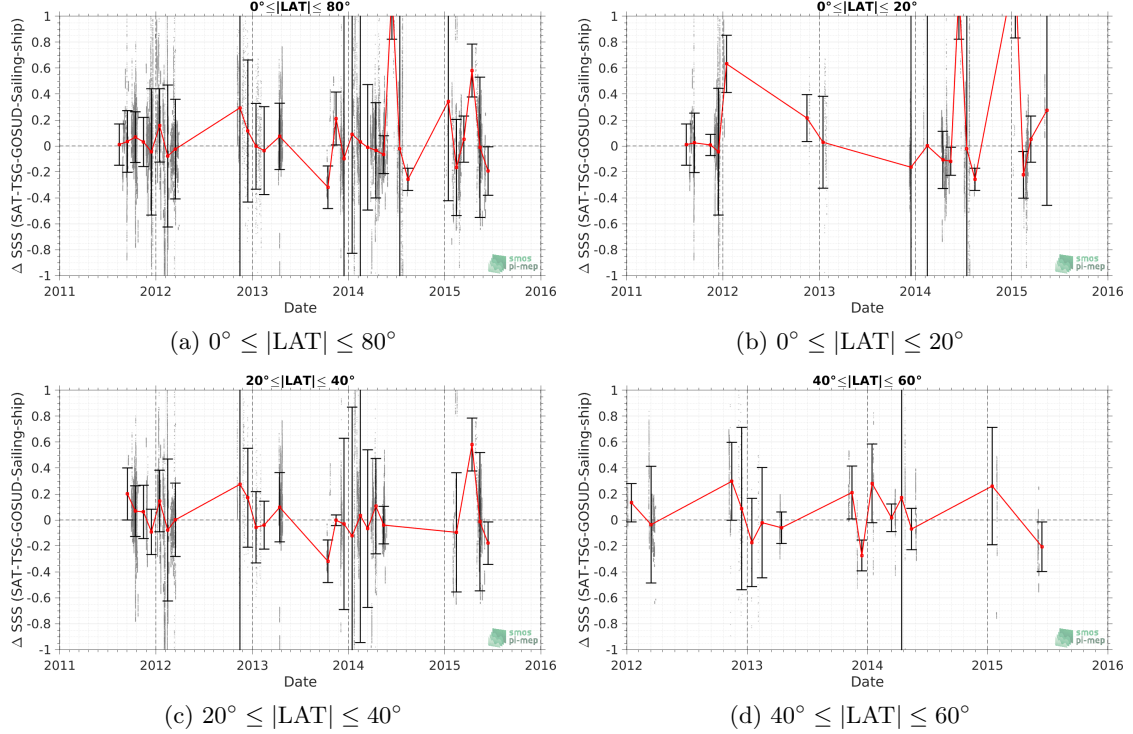 0°≤|LAT|≤ 80°
Δ SSS (SAT-TSG-GOSUD-Sailing-ship)
1
0.8
0.6
0.4
0.2
0
-0.2
-0.4
-0.6
-0.8
-1
smos
pi-mep
2011 2012 2013 2014 2015 2016
Date
(a) 0° ≤ |LAT| ≤ 80°
0°≤|LAT|≤ 20°
Δ SSS (SAT-TSG-GOSUD-Sailing-ship)
1
0.8
0.6
0.4
0.2
0
-0.2
-0.4
-0.6
-0.8
-1
smos
pi-mep
2011 2012 2013 2014 2015 2016
Date
(b) 0° ≤ |LAT| ≤ 20°
20°≤|LAT|≤ 40°
Δ SSS (SAT-TSG-GOSUD-Sailing-ship)
1
0.8
0.6
0.4
0.2
0
-0.2
-0.4
-0.6
-0.8
-1
smos
pi-mep
2011 2012 2013 2014 2015 2016
Date
(c) 20° ≤ |LAT| ≤ 40°
40°≤|LAT|≤ 60°
Δ SSS (SAT-TSG-GOSUD-Sailing-ship)
1
0.8
0.6
0.4
0.2
0
-0.2
-0.4
-0.6
-0.8
-1
smos
pi-mep
2012 2013 2014 2015 2016
Date
(d) 40° ≤ |LAT| ≤ 60°